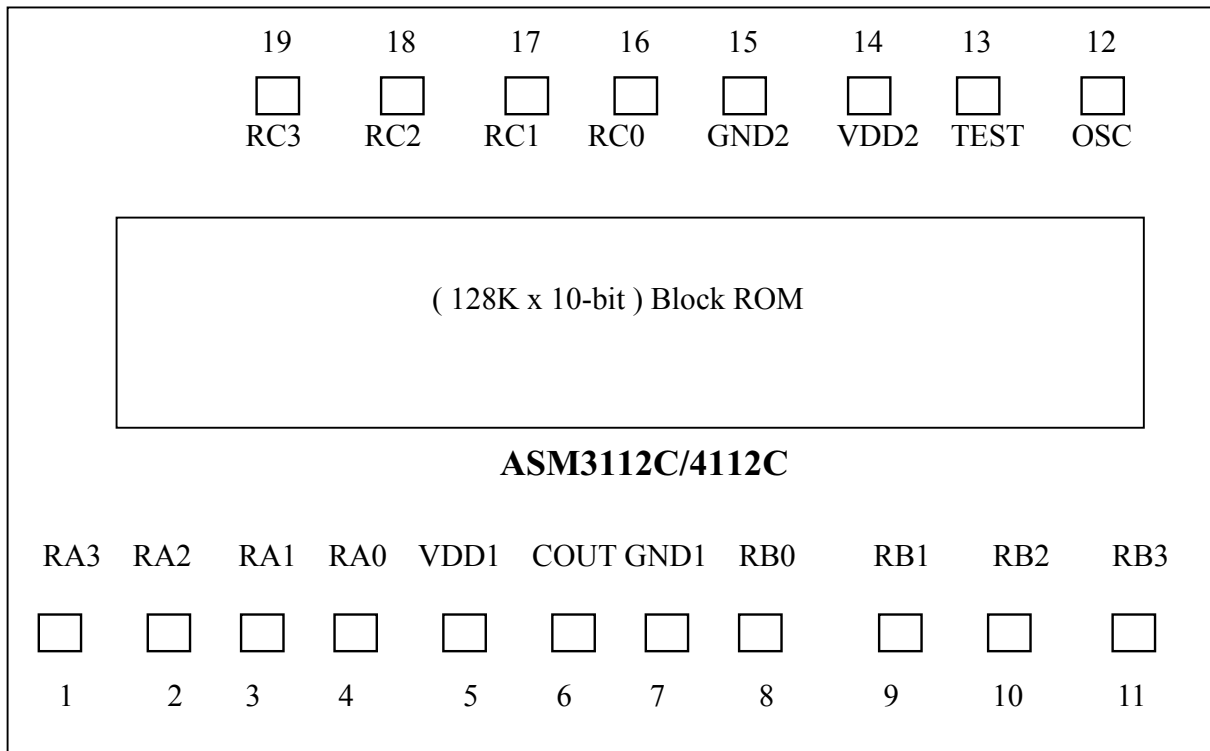 19 18 17 16 15 14 13 12
RC3 RC2 RC1 RC0 GND2 VDD2 TEST OSC
( 128K x 10-bit ) Block ROM
ASM3112C/4112C
RA3 RA2 RA1 RA0 VDD1 COUT GND1 RB0 RB1 RB2 RB3
1 2 3 4 5 6 7 8 9 10 11